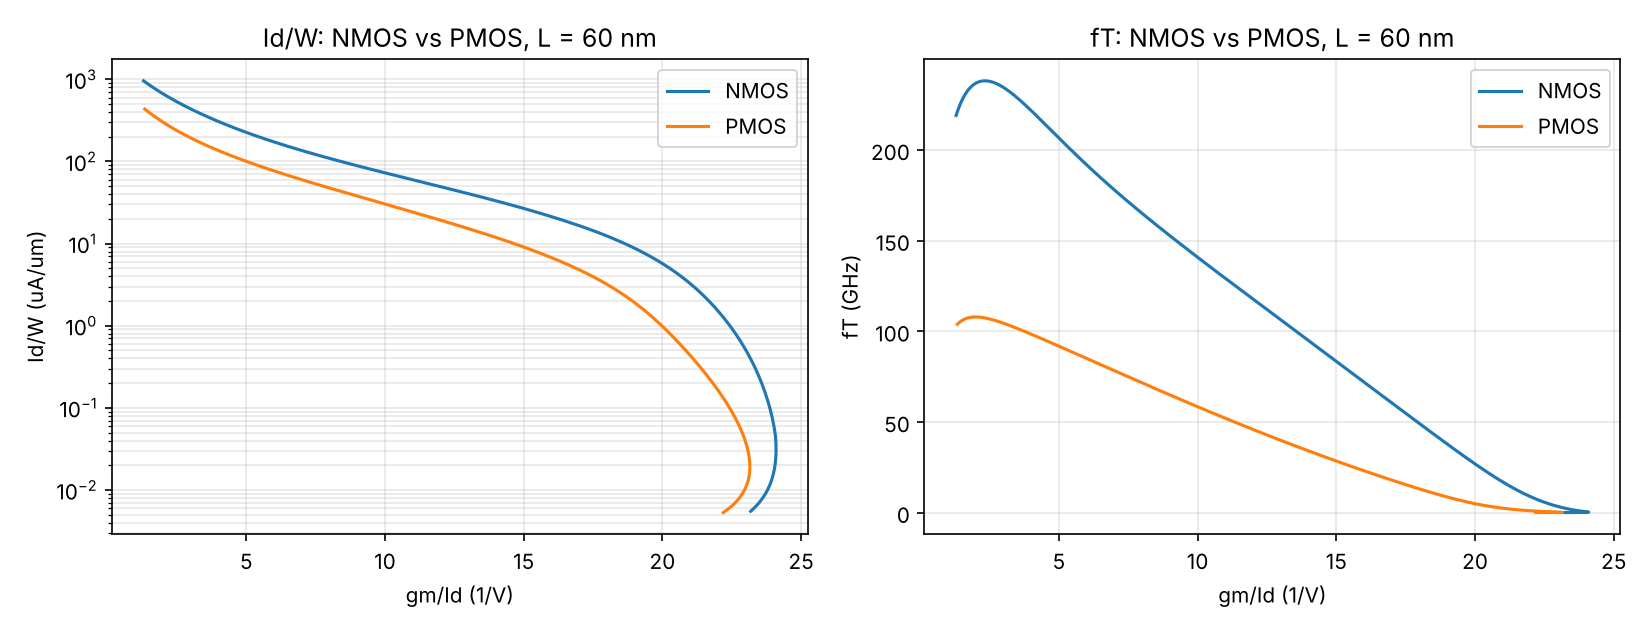 Id/W: NMOS vs PMOS, L = 60 nm
NMOS
PMOS
10³
10²
10¹
10⁰
10⁻¹
10⁻²
Id/W (uA/um)
5 10 15 20 25
gm/Id (1/V)
fT: NMOS vs PMOS, L = 60 nm
NMOS
PMOS
200
150
100
50
0
fT (GHz)
5 10 15 20 25
gm/Id (1/V)